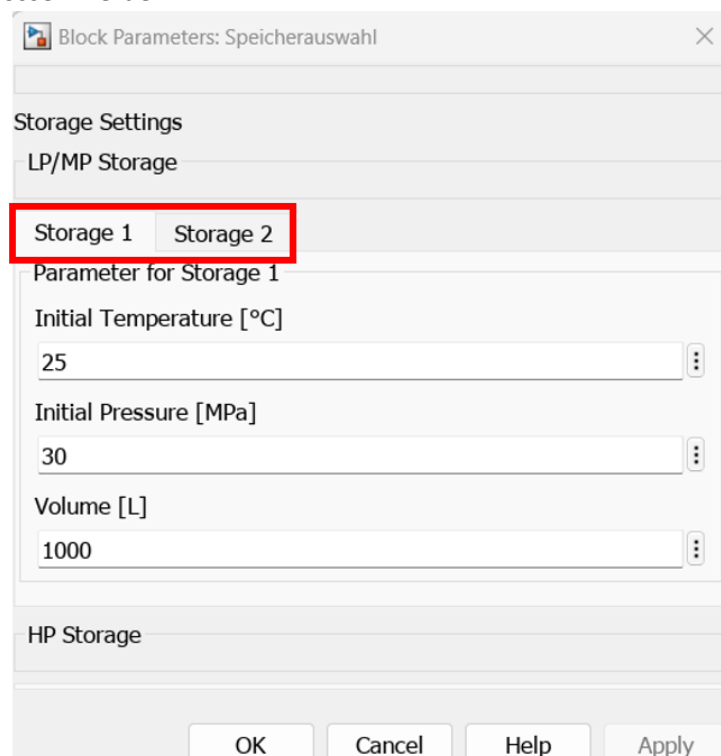 Block Parameters: Speicherauswahl
Storage Settings
LP/MP Storage
Storage 1 Storage 2
Parameter for Storage 1
Initial Temperature [°C]
25
Initial Pressure [MPa]
30
Volume [L]
1000
HP Storage
OK Cancel Help Apply